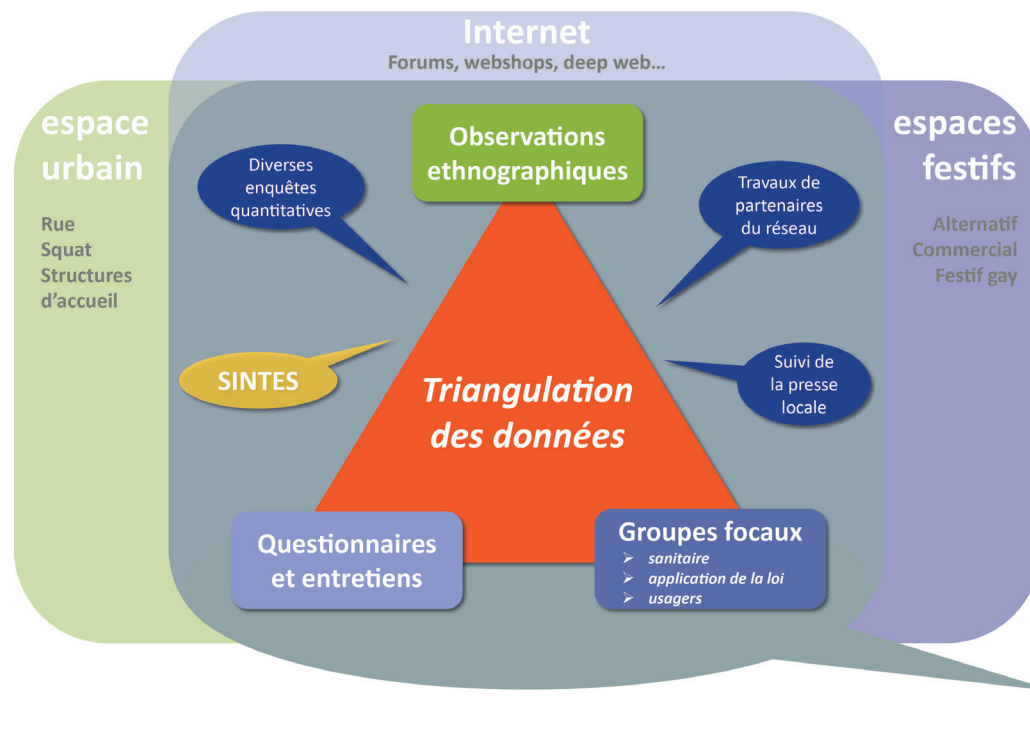 Internet
Forums, webshops, deep web...
espace
urbain
Rue
Squat
Structures
d’accueil
espaces
festifs
Alternatif
Commercial
Festif gay
Observations
ethnographiques
Diverses
enquêtes
quantitatives
Travaux de
partenaires
du réseau
SINTES
Suivi de
la presse
locale
Triangulation
des données
Questionnaires
et entretiens
Groupes focaux
➢ sanitaire
➢ application de la loi
➢ usagers